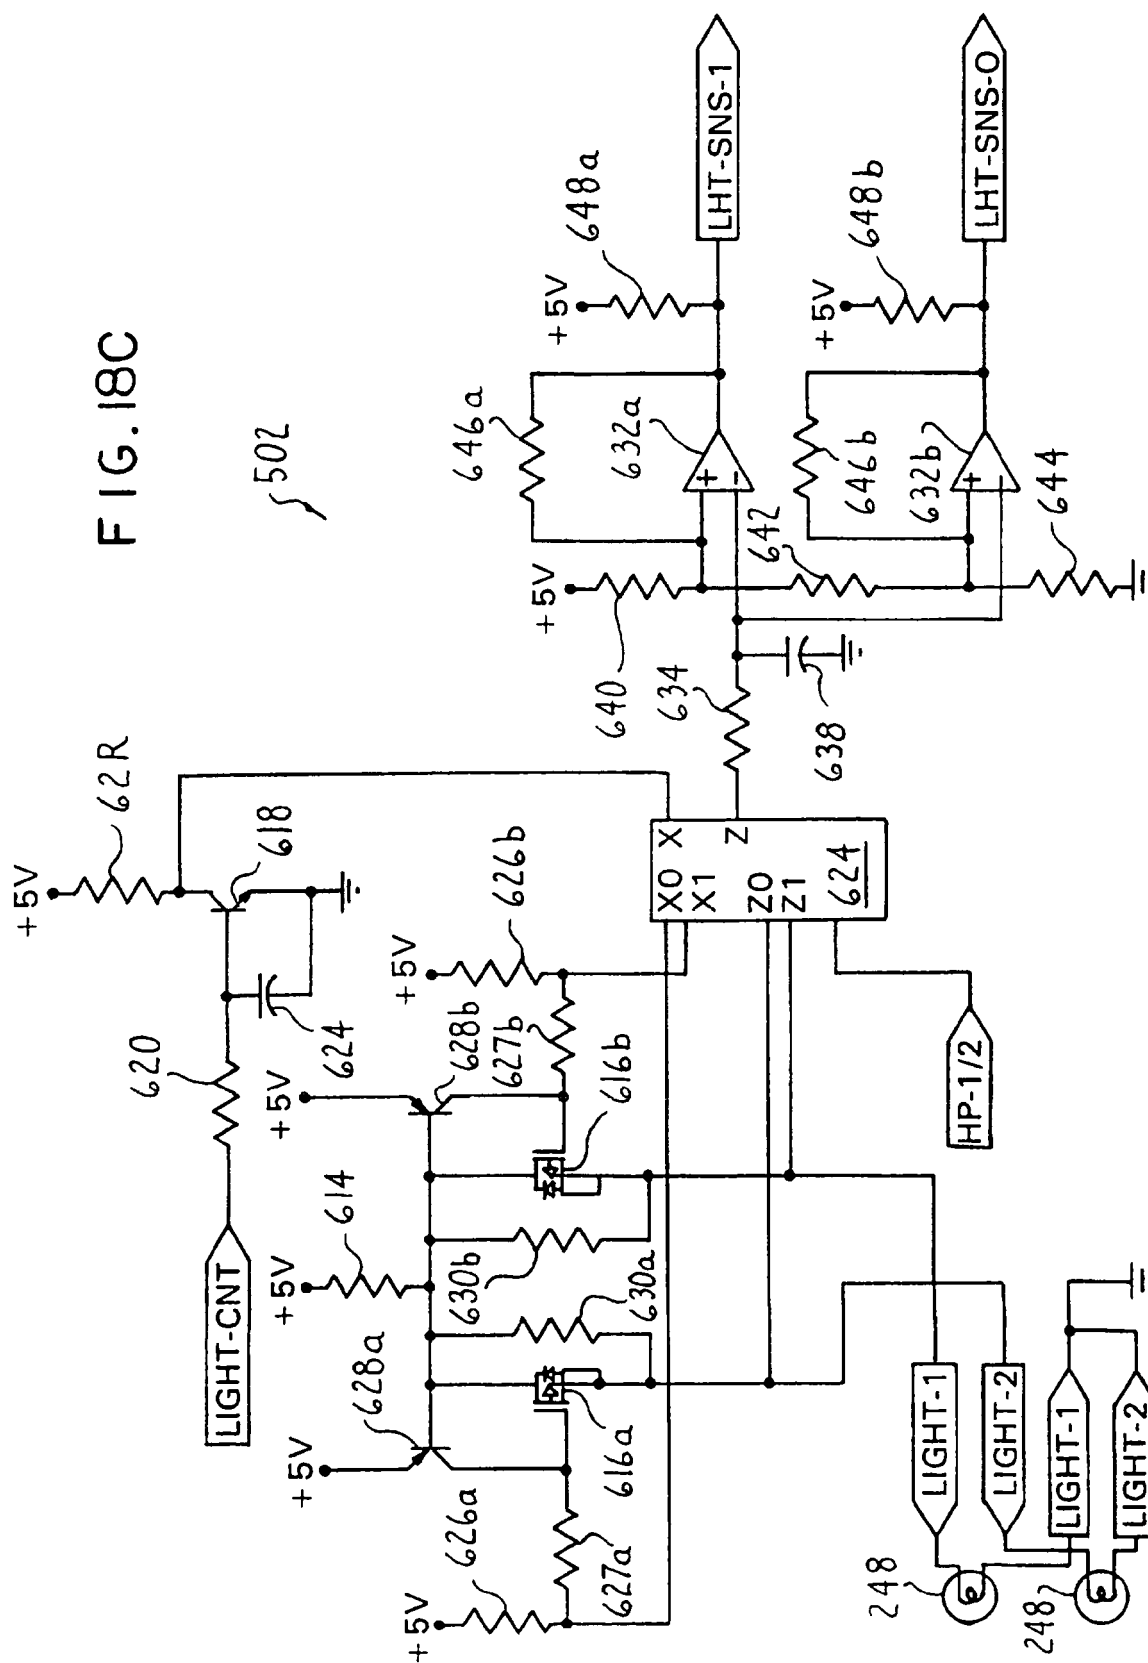 FIG.18C
502
+5V
62R
618
LIGHT-CNT
620
624
+5V
614
+5V
628a
+5V
628b
+5V
626b
627b
616b
630b
630a
616a
+5V
626a
627a
X0
X1
X
Z
Z0
Z1
624
HP-1/2
634
638
+5V
640
642
644
646a
632a
+
-
+5V
648a
LHT-SNS-1
646b
632b
+
+5V
648b
LHT-SNS-0
LIGHT-1
LIGHT-2
LIGHT-1
LIGHT-2
248
248